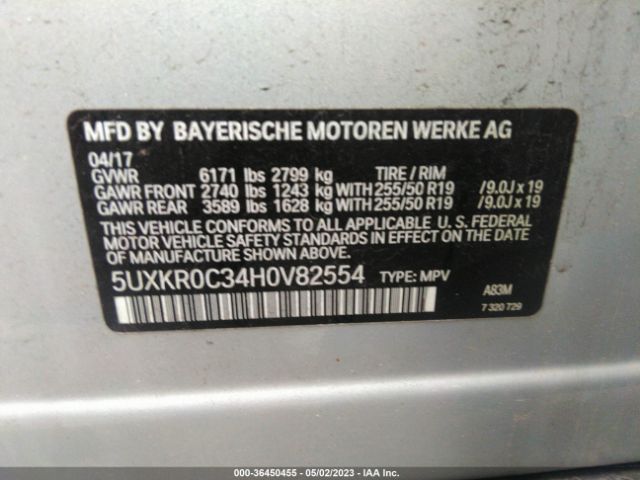 MFD BY BAYERISCHE MOTOREN WERKE AG
04/17
GVWR 6171 lbs 2799 kg TIRE / RIM
GAWR FRONT 2740 lbs 1243 kg WITH 255/50 R19 /9.0J x 19
GAWR REAR 3589 lbs 1628 kg WITH 255/50 R19 /9.0J x 19
THIS VEHICLE CONFORMS TO ALL APPLICABLE U. S. FEDERAL
MOTOR VEHICLE SAFETY STANDARDS IN EFFECT ON THE DATE
OF MANUFACTURE SHOWN ABOVE.
5UXKR0C34H0V82554 TYPE: MPV
A83M
7 320 729
000-36450455 - 05/02/2023 - IAA Inc.